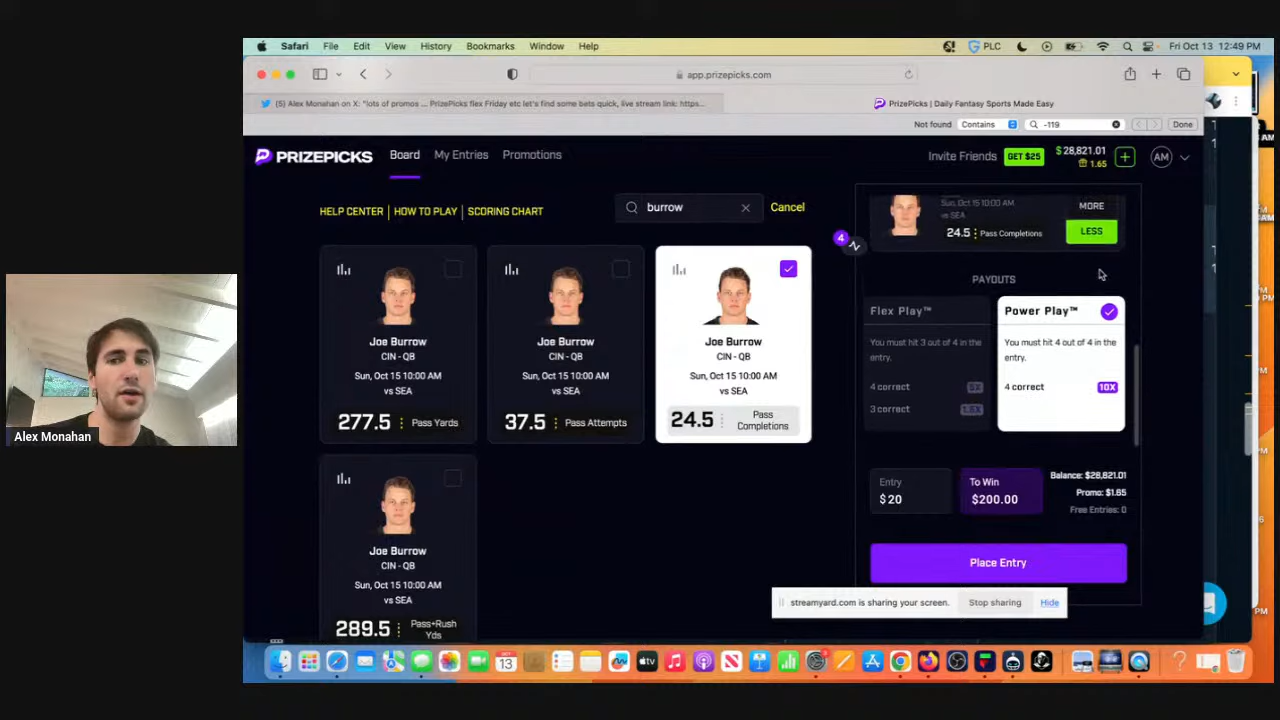 Safari File Edit View History Bookmarks Window Help
PLC
Fri Oct 13 12:49 PM
app.prizepicks.com
(5) Alex Monahan on X: "lots of promos ... PrizePicks flex Friday etc let's find some bets quick, live stream link: https...
PrizePicks | Daily Fantasy Sports Made Easy
Not found Contains -119 Done
PRIZEPICKS Board My Entries Promotions
Invite Friends GET $25 $28,821.01
1.65
AM
HELP CENTER | HOW TO PLAY | SCORING CHART
burrow
Cancel
Joe Burrow
CIN - QB
Sun, Oct 15 10:00 AM
vs SEA
277.5 Pass Yards
Joe Burrow
CIN - QB
Sun, Oct 15 10:00 AM
vs SEA
37.5 Pass Attempts
Joe Burrow
CIN - QB
Sun, Oct 15 10:00 AM
vs SEA
24.5 Pass
Completions
Joe Burrow
CIN - QB
Sun, Oct 15 10:00 AM
vs SEA
289.5 Pass+Rush
Yds
4
Sun, Oct 15 10:00 AM
vs SEA
24.5 Pass Completions
MORE
LESS
PAYOUTS
Flex Play™
You must hit 3 out of 4 in the
entry.
4 correct
3 correct
Power Play™
You must hit 4 out of 4 in the
entry.
4 correct 10X
Entry
$20
To Win
$200.00
Balance: $28,821.01
Promo: $1.65
Free Entries: 0
Place Entry
streamyard.com is sharing your screen. Stop sharing Hide
Alex Monahan